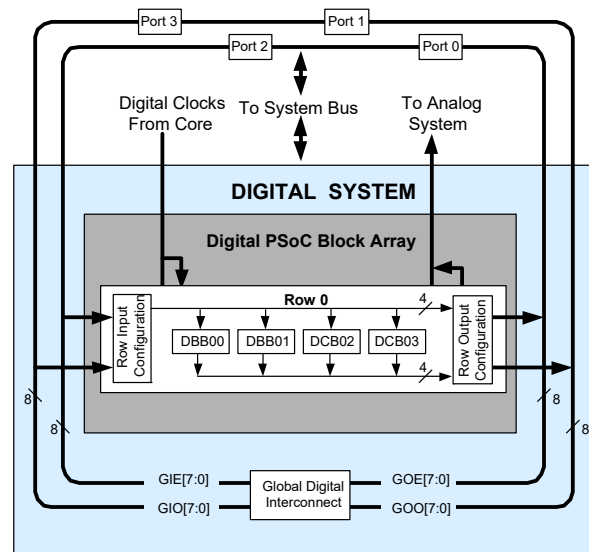 Port 3
Port 1
Port 2
Port 0
Digital Clocks
From Core
To System Bus
To Analog
System
DIGITAL SYSTEM
Digital PSoC Block Array
Row Input
Configuration
Row 0
4
DBB00
DBB01
DCB02
DCB03
4
Row Output
Configuration
8
8
8
8
GIE[7:0]
GIO[7:0]
Global Digital
Interconnect
GOE[7:0]
GOO[7:0]